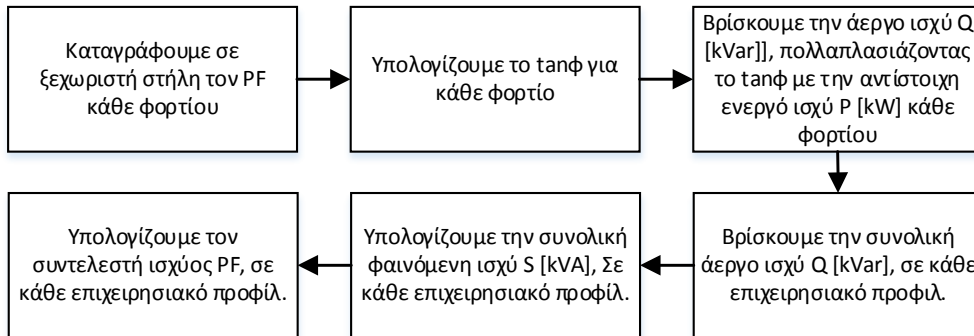 Καταγράφουμε σε
ξεχωριστή στήλη τον PF
κάθε φορτίου
Υπολογίζουμε το tanφ για
κάθε φορτίο
Βρίσκουμε την άεργο ισχύ Q
[kVar]], πολλαπλασιάζοντας
το tanφ με την αντίστοιχη
ενεργό ισχύ P [kW] κάθε
φορτίου
Βρίσκουμε την συνολική
άεργο ισχύ Q [kVar], σε κάθε
επιχειρησιακό προφιλ.
Υπολογίζουμε την συνολική
φαινόμενη ισχύ S [kVA], Σε
κάθε επιχειρησιακό προφίλ.
Υπολογίζουμε τον
συντελεστή ισχύος PF, σε
κάθε επιχειρησιακό προφίλ.